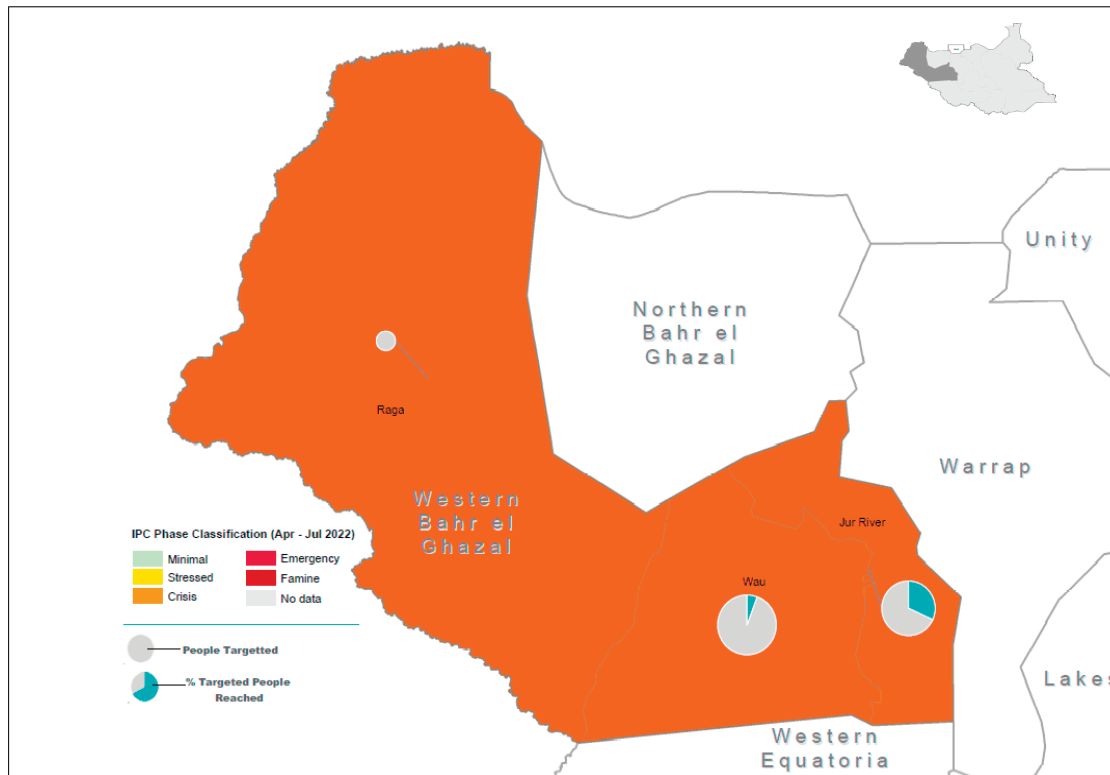 Unity
Northern
Bahr el
Ghazal
Raga
Warrap
Western
Bahr el
Ghazal
Jur River
Wau
IPC Phase Classification (Apr - Jul 2022)
Minimal
Emergency
Stressed
Famine
Crisis
No data
People Targetted
% Targeted People
Reached
Lakes
Western
Equatoria